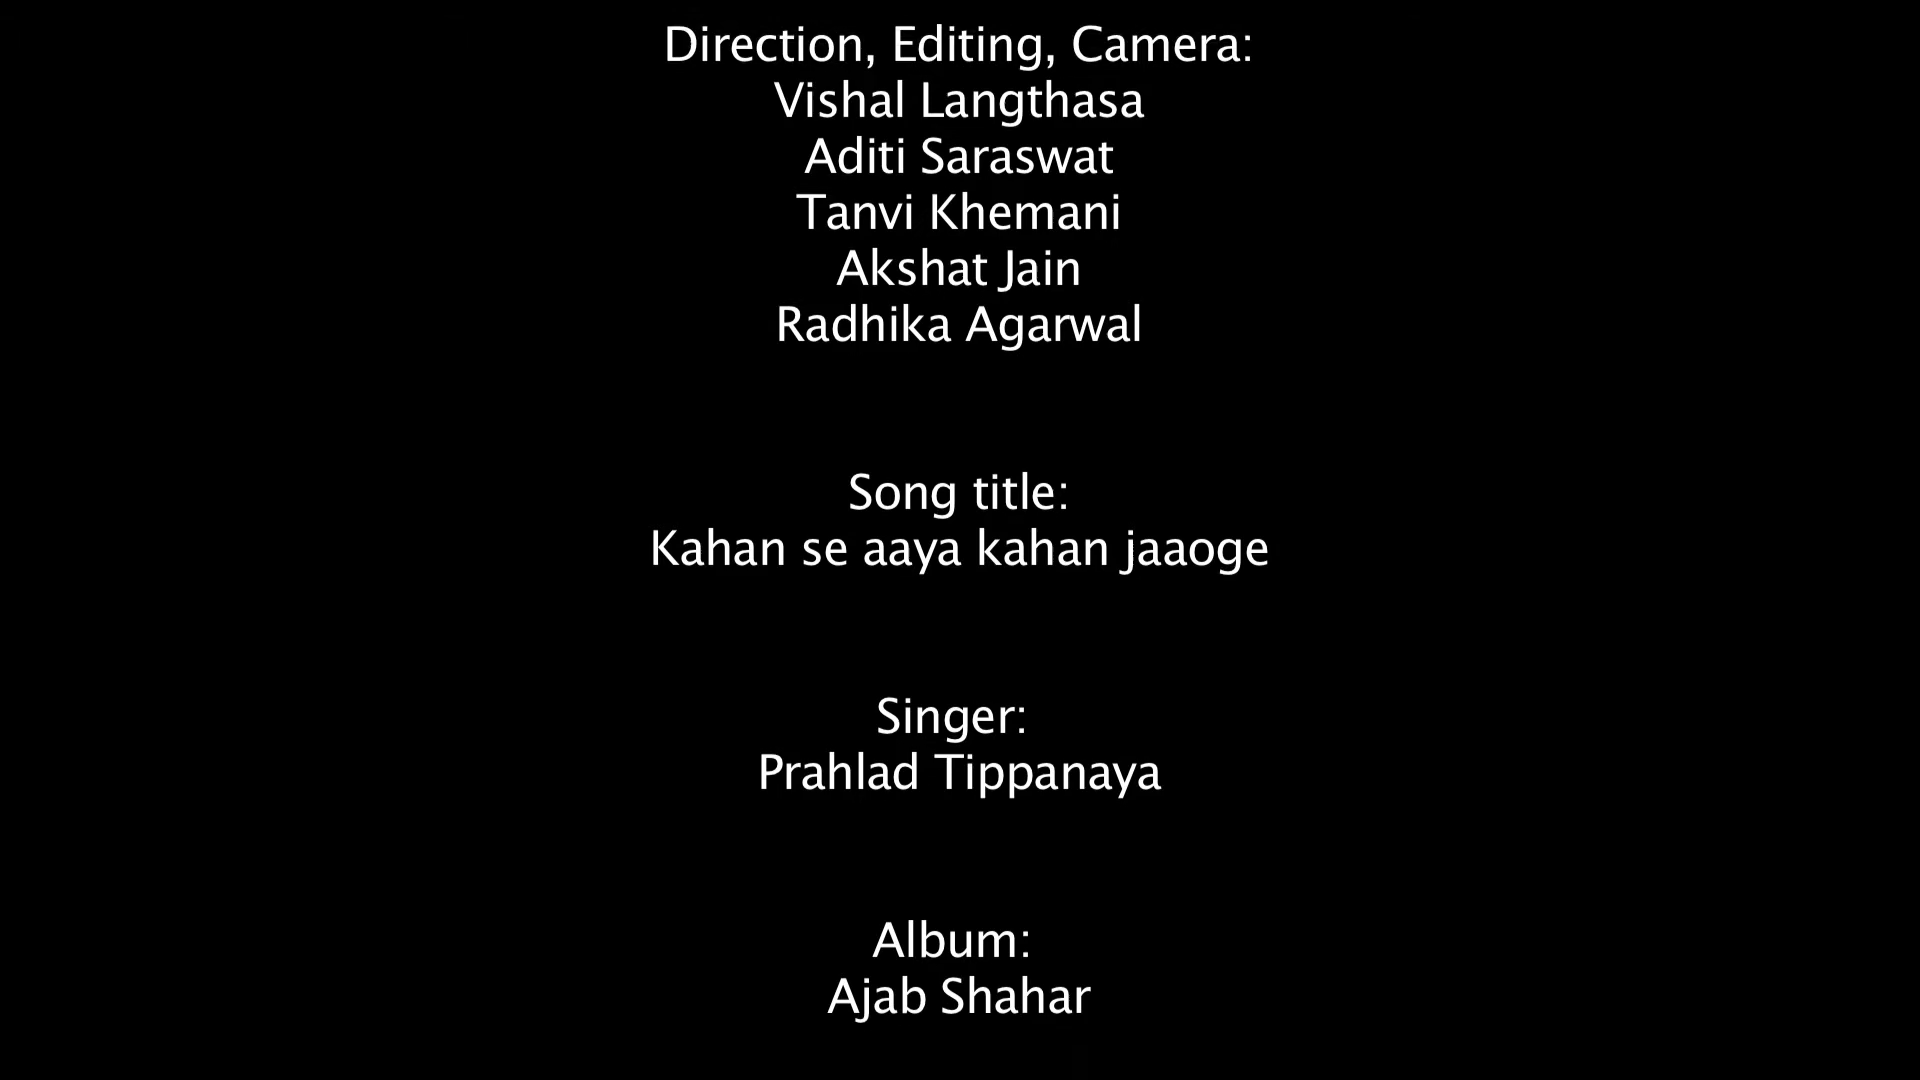 Direction, Editing, Camera:
Vishal Langthasa
Aditi Saraswat
Tanvi Khemani
Akshat Jain
Radhika Agarwal
Song title:
Kahan se aaya kahan jaaoge
Singer:
Prahlad Tippanaya
Album:
Ajab Shahar